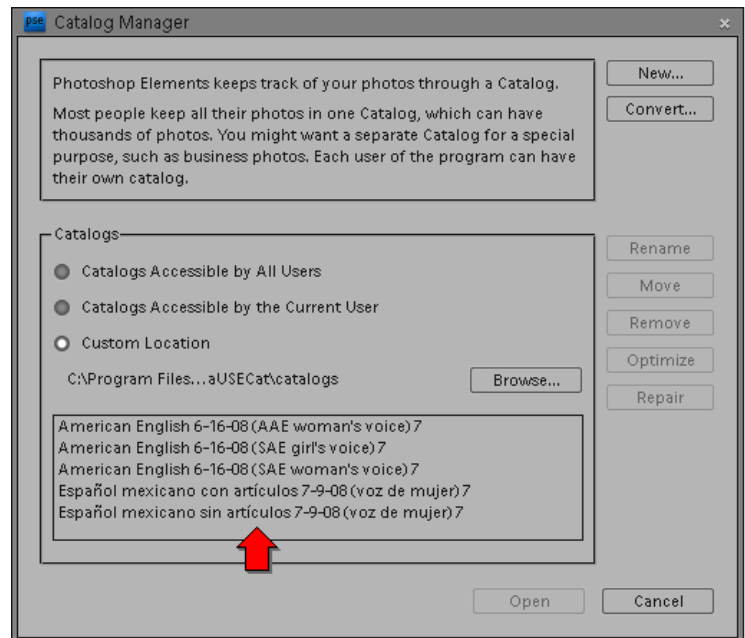 pse Catalog Manager
Photoshop Elements keeps track of your photos through a Catalog.
Most people keep all their photos in one Catalog, which can have
thousands of photos. You might want a separate Catalog for a special
purpose, such as business photos. Each user of the program can have
their own catalog.
New...
Convert...
Catalogs
Catalogs Accessible by All Users
Catalogs Accessible by the Current User
Custom Location
C:\Program Files...aUSECat\catalogs
Browse...
Rename
Move
Remove
Optimize
Repair
American English 6-16-08 (AAE woman's voice) 7
American English 6-16-08 (SAE girl's voice) 7
American English 6-16-08 (SAE woman's voice) 7
Español mexicano con artículos 7-9-08 (voz de mujer) 7
Español mexicano sin artículos 7-9-08 (voz de mujer) 7
Open
Cancel